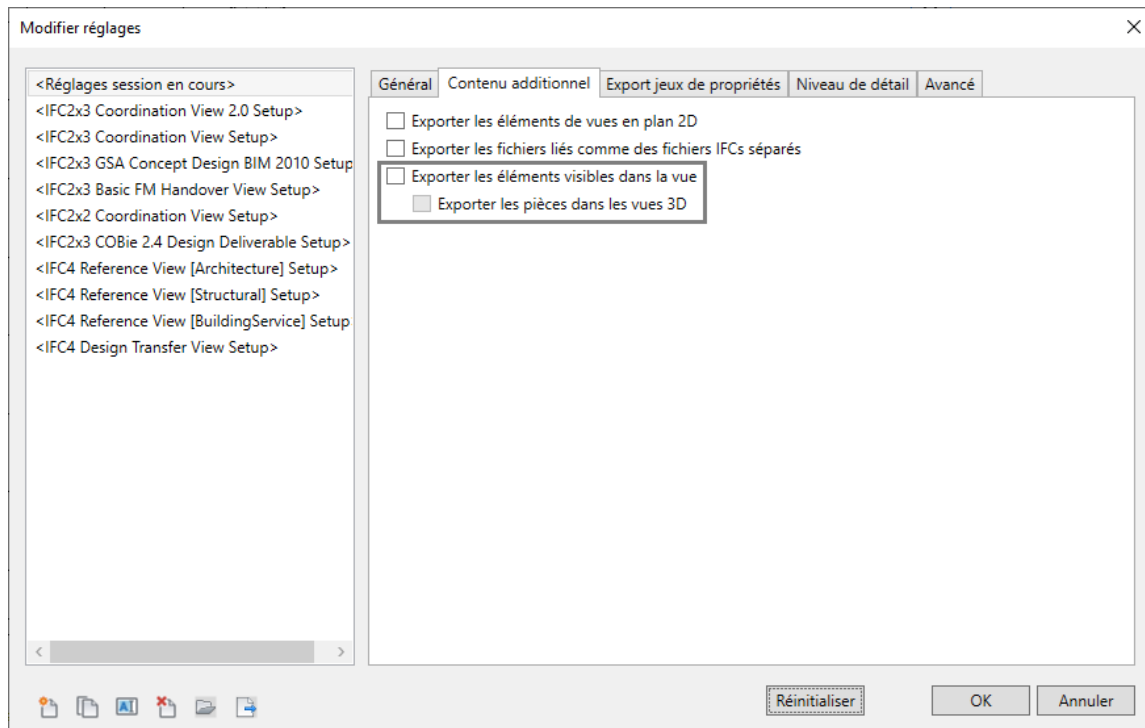 Modifier réglages
<Réglages session en cours>
<IFC2x3 Coordination View 2.0 Setup>
<IFC2x3 Coordination View Setup>
<IFC2x3 GSA Concept Design BIM 2010 Setup
<IFC2x3 Basic FM Handover View Setup>
<IFC2x2 Coordination View Setup>
<IFC2x3 COBie 2.4 Design Deliverable Setup>
<IFC4 Reference View [Architecture] Setup>
<IFC4 Reference View [Structural] Setup>
<IFC4 Reference View [BuildingService] Setup
<IFC4 Design Transfer View Setup>
Général Contenu additionnel Export jeux de propriétés Niveau de détail Avancé
Exporter les éléments de vues en plan 2D
Exporter les fichiers liés comme des fichiers IFCs séparés
Exporter les éléments visibles dans la vue
Exporter les pièces dans les vues 3D
Réinitialiser OK Annuler